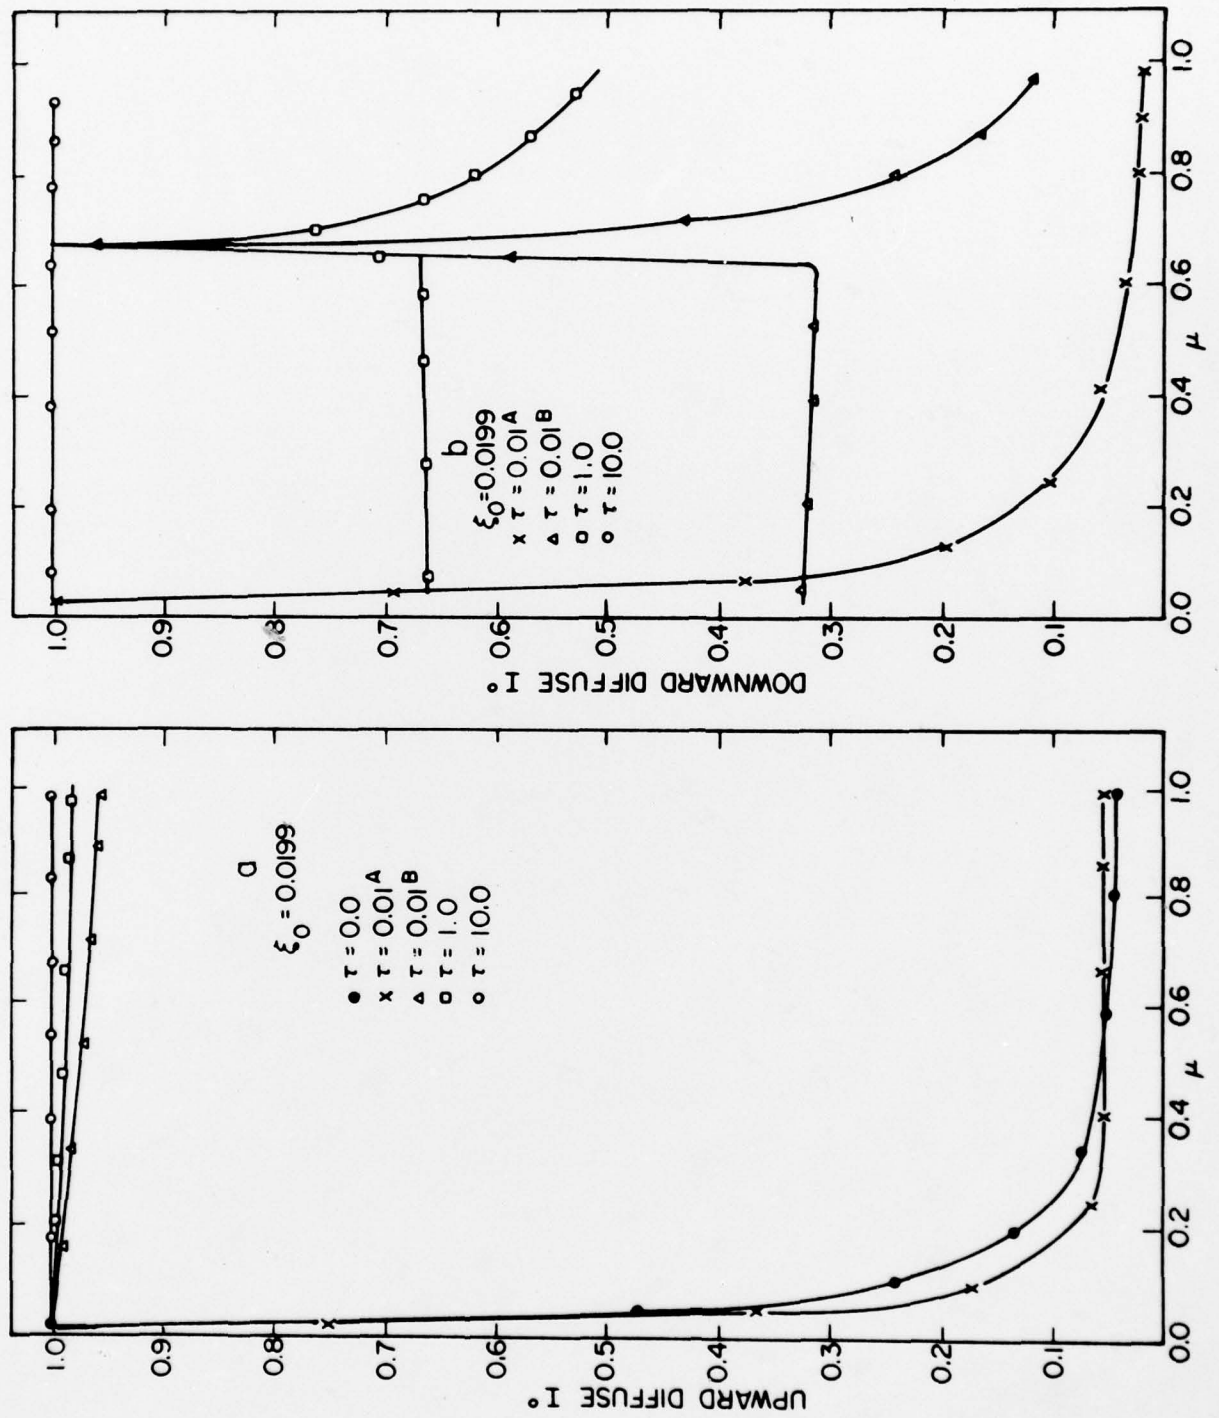 a
ξ₀ = 0.0199
● τ = 0.0
x τ = 0.01ᴬ
△ τ = 0.01ᴮ
□ τ = 1.0
○ τ = 10.0
1.0
0.9
0.8
0.7
0.6
0.5
0.4
0.3
0.2
0.1
UPWARD DIFFUSE I°
0.0
0.2
0.4
0.6
0.8
1.0
μ
b
ξ₀=0.0199
x τ = 0.01ᴬ
△ τ = 0.01ᴮ
□ τ = 1.0
○ τ = 10.0
1.0
0.9
0.8
0.7
0.6
0.5
0.4
0.3
0.2
0.1
DOWNWARD DIFFUSE I°
0.0
0.2
0.4
0.6
0.8
1.0
μ